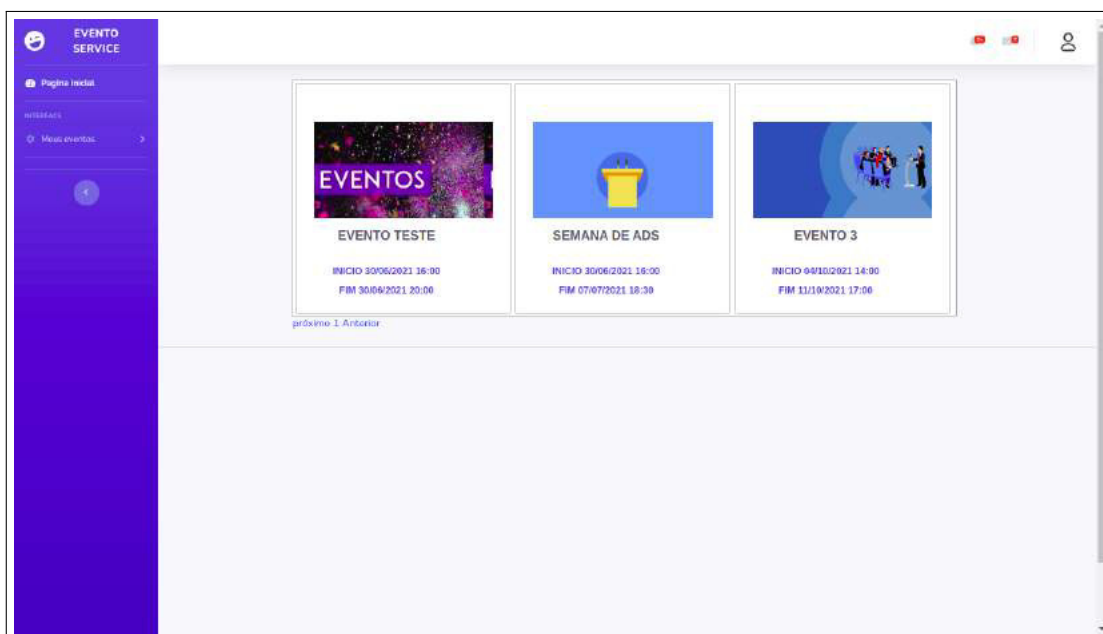 EVENTO
SERVICE
Pagina inicial
INTERFACE
Meus eventos
EVENTOS
EVENTO TESTE
INICIO 30/06/2021 16:00
FIM 30/06/2021 20:00
SEMANA DE ADS
INICIO 30/06/2021 16:00
FIM 07/07/2021 18:30
EVENTO 3
INICIO 04/10/2021 14:00
FIM 11/10/2021 17:00
próximo 1 Anterior